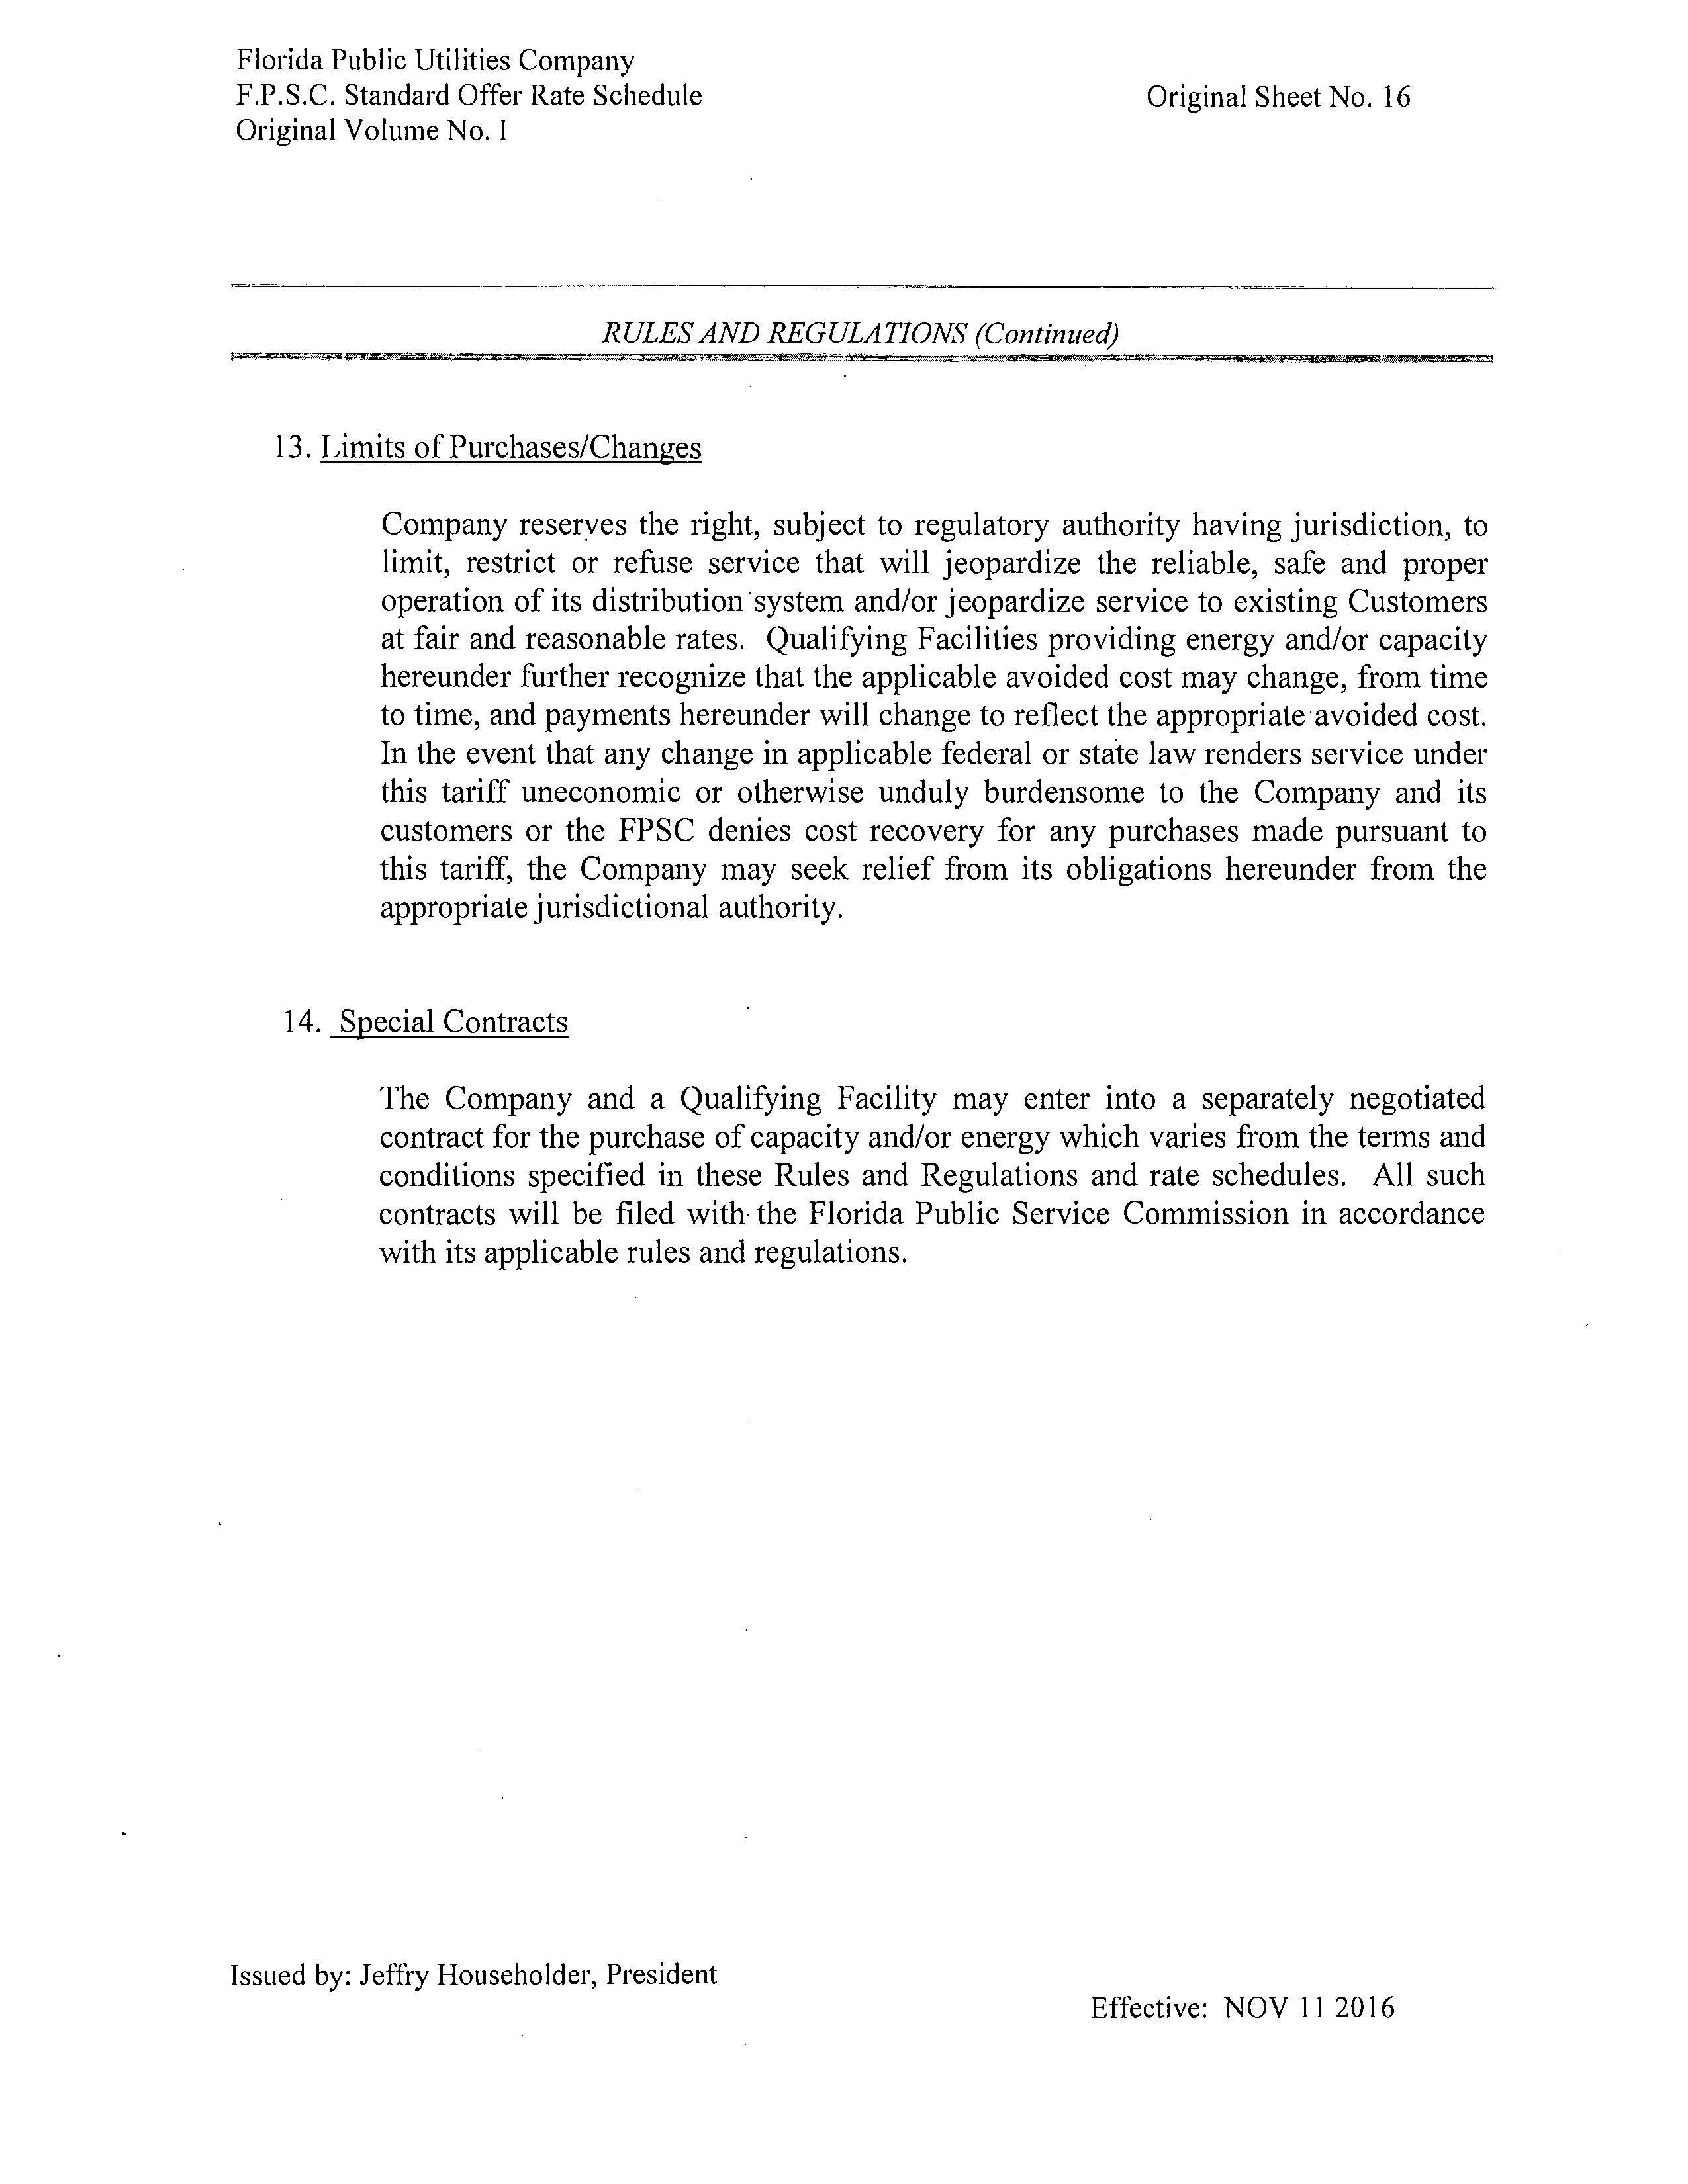 Florida Public Utilities Company
F.P.S.C. Standard Offer Rate Schedule
Original Sheet No. 16
Original Volume No. I
RULES AND REGULATIONS (Continued)
13. Limits of Purchases/Changes
Company reserves the right, subject to regulatory authority having jurisdiction, to
limit, restrict or refuse service that will jeopardize the reliable, safe and proper
operation of its distribution system and/or jeopardize service to existing Customers
at fair and reasonable rates. Qualifying Facilities providing energy and/or capacity
hereunder further recognize that the applicable avoided cost may change, from time
to time, and payments hereunder will change to reflect the appropriate avoided cost.
In the event that any change in applicable federal or state law renders service under
this tariff uneconomic or otherwise unduly burdensome to the Company and its
customers or the FPSC denies cost recovery for any purchases made pursuant to
this tariff, the Company may seek relief from its obligations hereunder from the
appropriate jurisdictional authority.
14. Special Contracts
The Company and a Qualifying Facility may enter into a separately negotiated
contract for the purchase of capacity and/or energy which varies from the terms and
conditions specified in these Rules and Regulations and rate schedules. All such
contracts will be filed with the Florida Public Service Commission in accordance
with its applicable rules and regulations.
Issued by: Jeffry Householder, President
Effective: NOV 11 2016